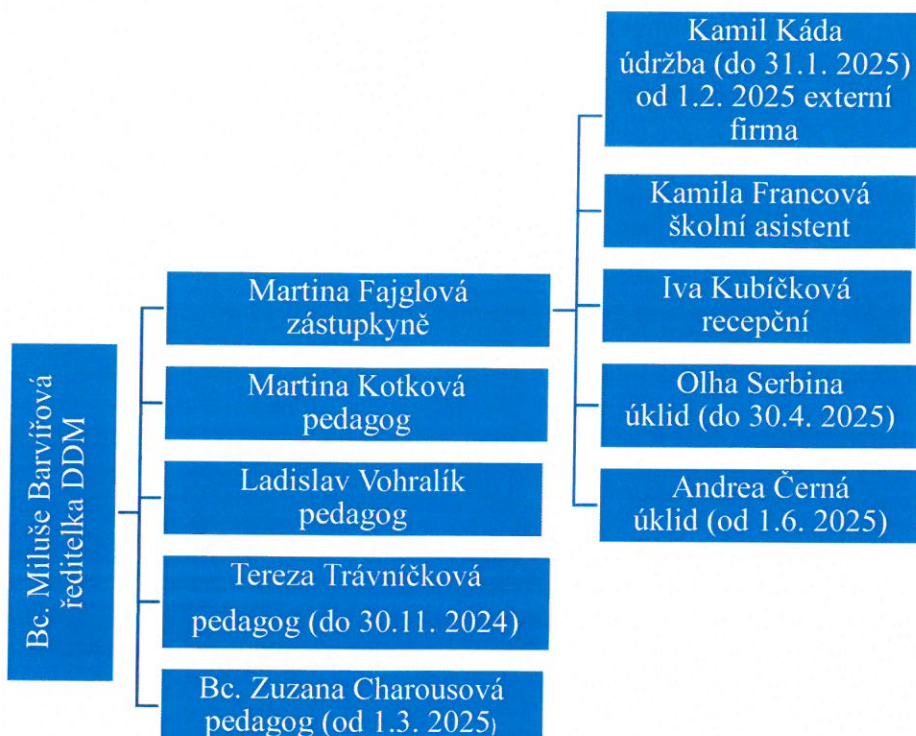 Bc. Miluše Barvířová
ředitelka DDM
Martina Fajglová
zástupkyně
Martina Kotková
pedagog
Ladislav Vohralík
pedagog
Tereza Trávníčková
pedagog (do 30.11. 2024)
Bc. Zuzana Charousová
pedagog (od 1.3. 2025)
Kamil Káda
údržba (do 31.1. 2025)
od 1.2. 2025 externí
firma
Kamila Francová
školní asistent
Iva Kubíčková
recepční
Olha Serbina
úklid (do 30.4. 2025)
Andrea Černá
úklid (od 1.6. 2025)